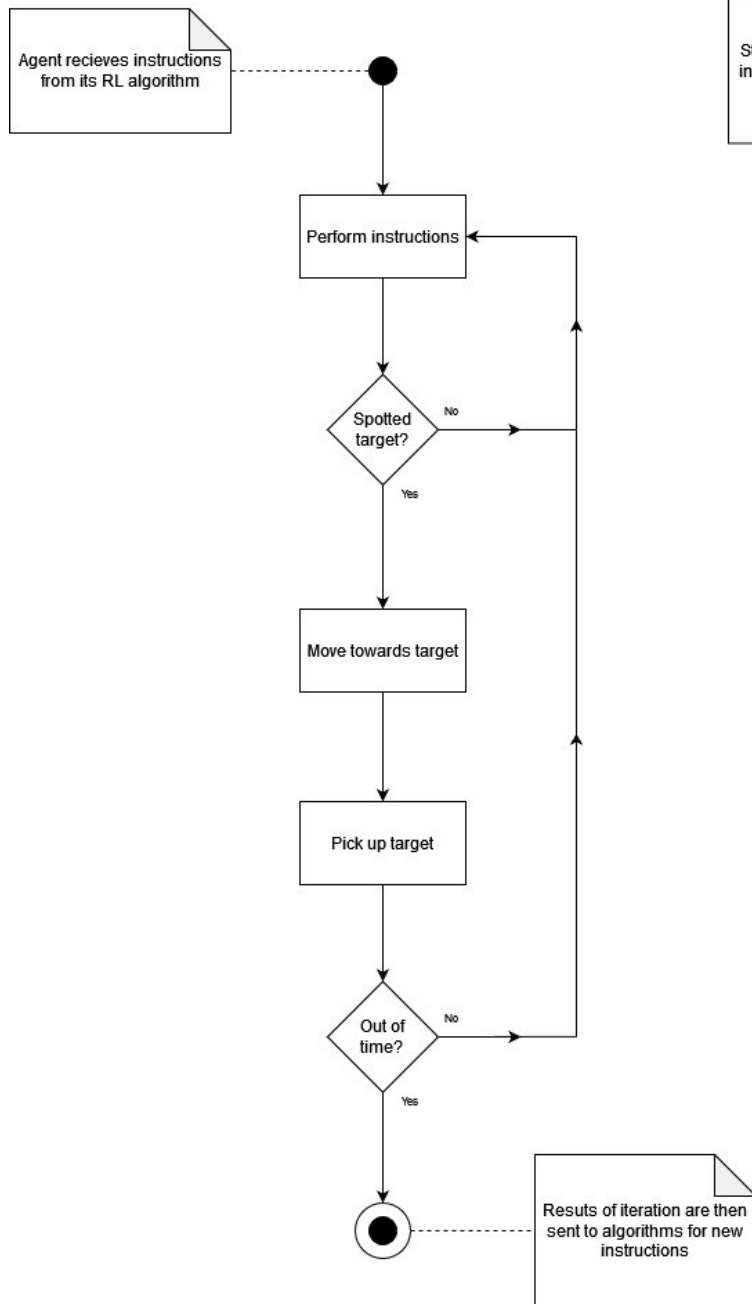 Agent recieves instructions
from its RL algorithm
Perform instructions
Spotted
target?
No
Yes
Move towards target
Pick up target
Out of
time?
No
Yes
Resuts of iteration are then
sent to algorithms for new
instructions